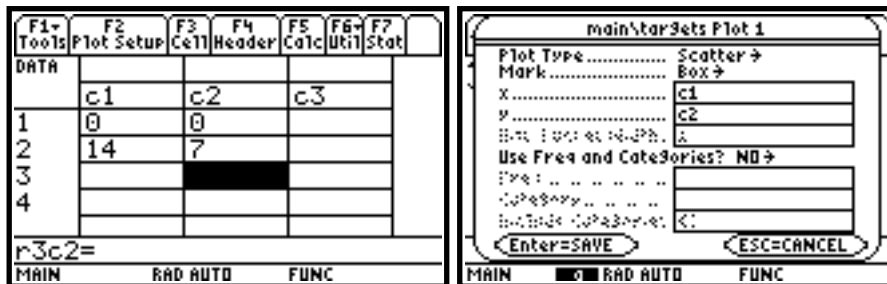 F1 F2 F3 F4 F5 F6 F7
Tools Plot Setup Cell Header Calc Util Stat
DATA
c1 c2 c3
1 0 0
2 14 7
3
4
r3c2=
MAIN RAD AUTO FUNC
main\targets Plot 1
Plot Type............... Scatter→
Mark...................... Box→
x.......................... c1
y.......................... c2
Use Freq and Categories? NO→
Enter=SAVE ESC=CANCEL
MAIN RAD AUTO FUNC